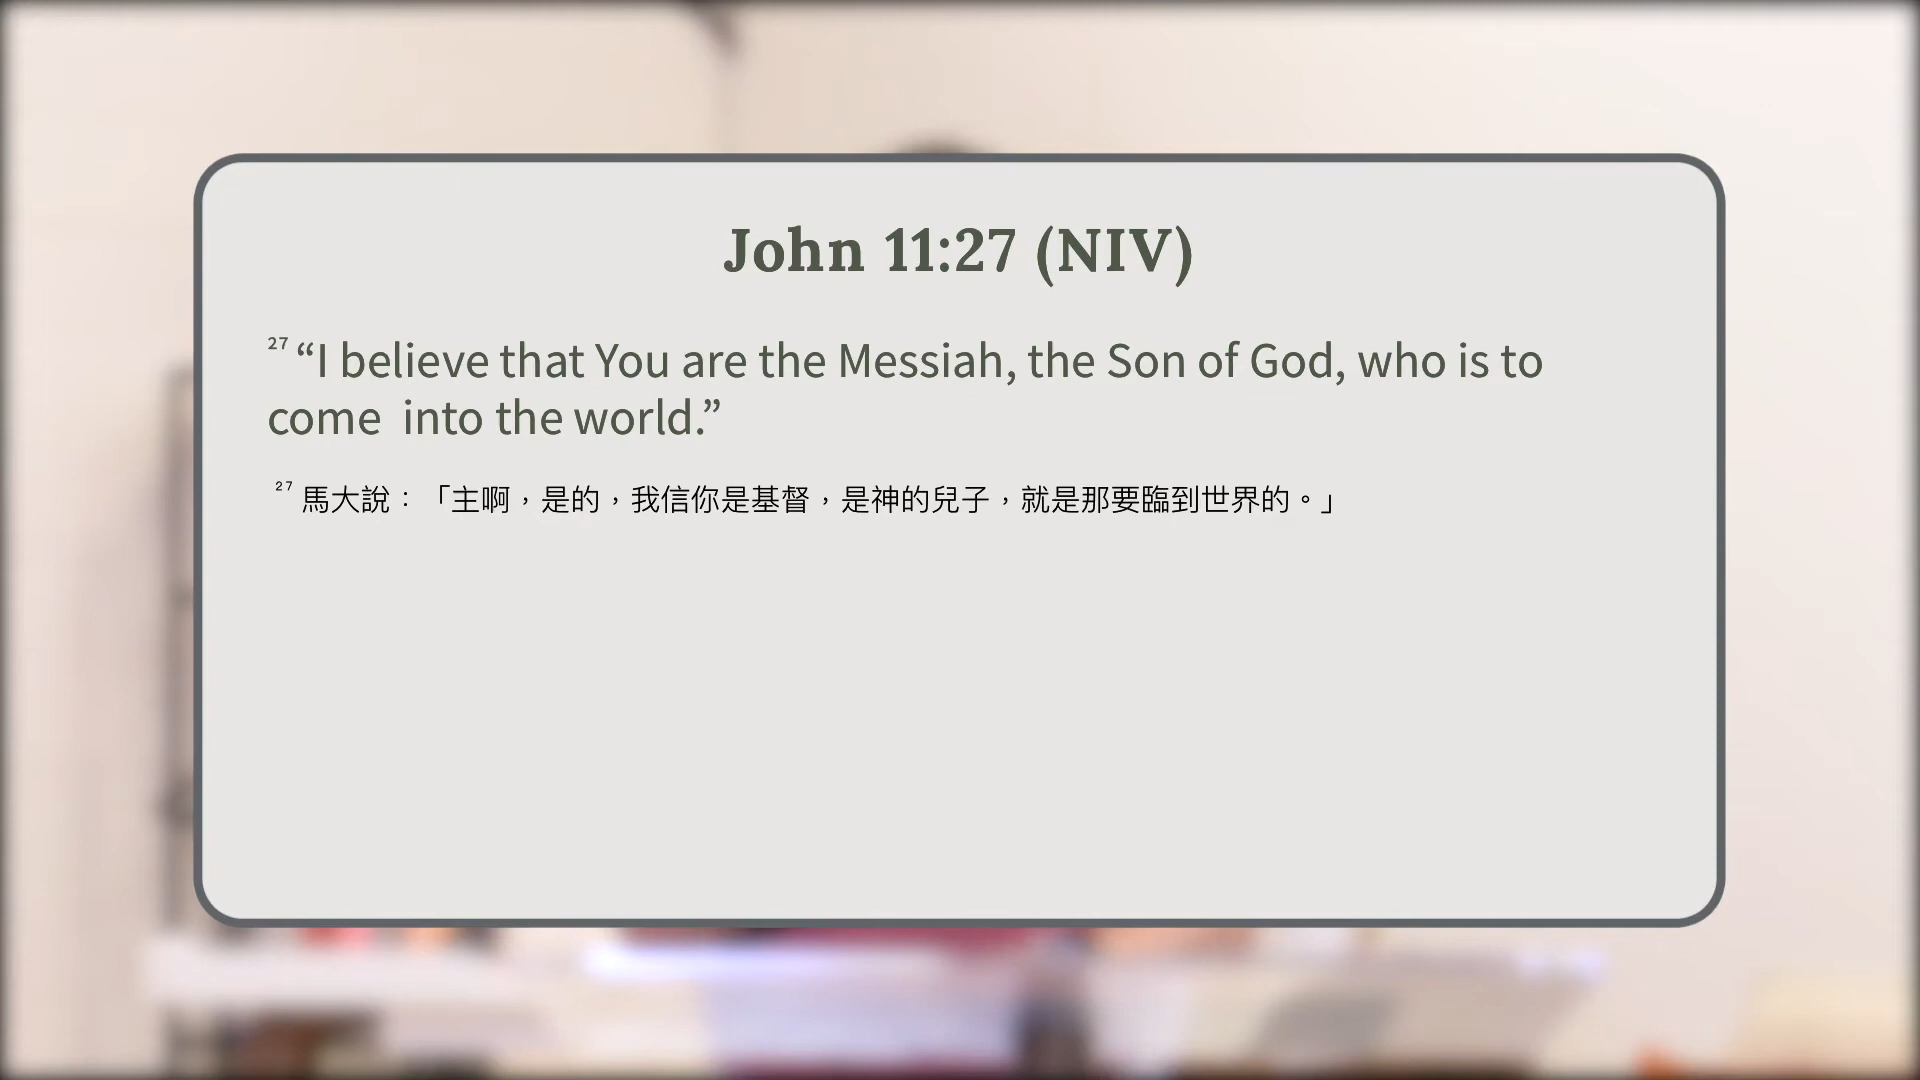 John 11:27 (NIV)
27 “I believe that You are the Messiah, the Son of God, who is to
come  into the world.”
27 馬大說：「主啊，是的，我信你是基督，是神的兒子，就是那要臨到世界的。」